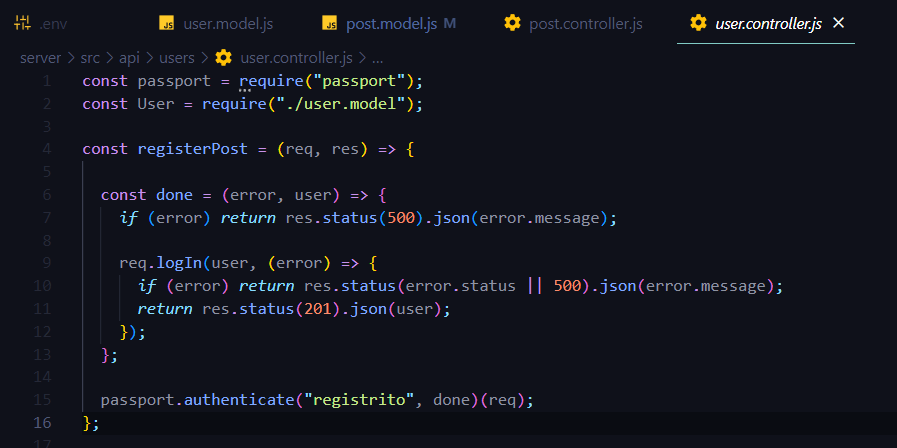 .env JS user.model.js JS post.model.js M post.controller.js user.controller.js ×
server > src > api > users > user.controller.js > ...
1 const passport = require("passport");
2 const User = require("./user.model");
3
4 const registerPost = (req, res) => {
5
6 const done = (error, user) => {
7 if (error) return res.status(500).json(error.message);
8
9 req.logIn(user, (error) => {
10 if (error) return res.status(error.status || 500).json(error.message);
11 return res.status(201).json(user);
12 });
13 };
14
15 passport.authenticate("registrito", done)(req);
16 };
17